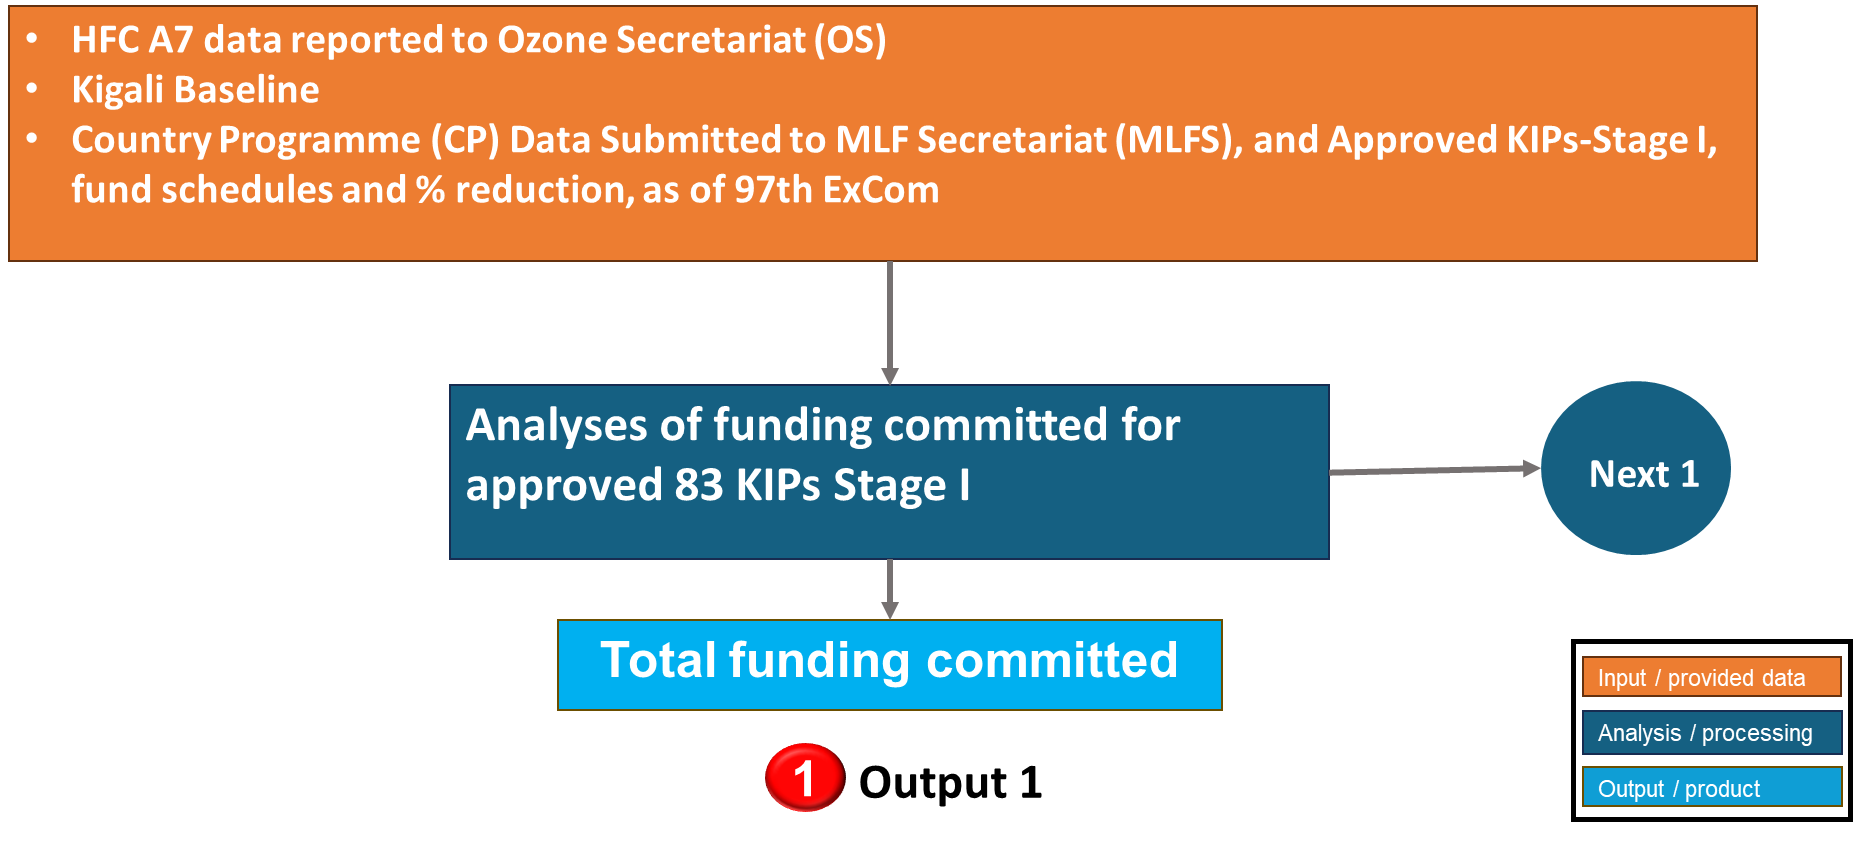 • HFC A7 data reported to Ozone Secretariat (OS)
• Kigali Baseline
• Country Programme (CP) Data Submitted to MLF Secretariat (MLFS), and Approved KIPs-Stage I,
fund schedules and % reduction, as of 97th ExCom
Analyses of funding committed for
approved 83 KIPs Stage I
Next 1
Total funding committed
1 Output 1
Input / provided data
Analysis / processing
Output / product